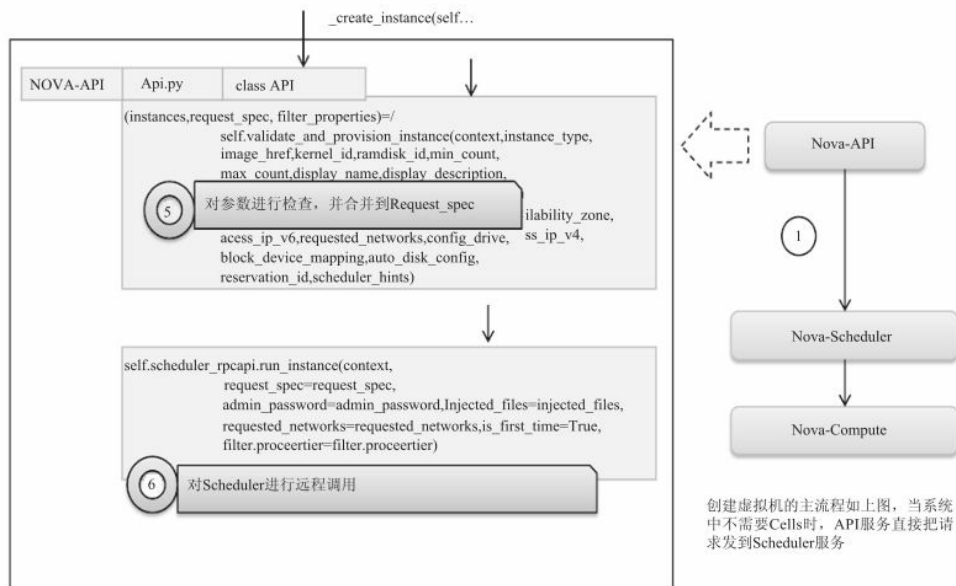 _create_instance(self…
NOVA-API Api.py class API
(instances,request_spec, filter_properties)=/
self.validate_and_provision_instance(context,instance_type,
image_href,kernel_id,ramdisk_id,min_count,
max_count,display_name,display_description,
5 对参数进行检查，并合并到Request_spec
ilability_zone,
ss_ip_v4,
acess_ip_v6,requested_networks,config_drive,
block_device_mapping,auto_disk_config,
reservation_id,scheduler_hints)
self.scheduler_rpcapi.run_instance(context,
request_spec=request_spec,
admin_password=admin_password,Injected_files=injected_files,
requested_networks=requested_networks,is_first_time=True,
filter.proceertier=filter.proceertier)
6 对Scheduler进行远程调用
Nova-API
1
Nova-Scheduler
Nova-Compute
创建虚拟机的主流程如上图，当系统
中不需要Cells时，API服务直接把请
求发到Scheduler服务